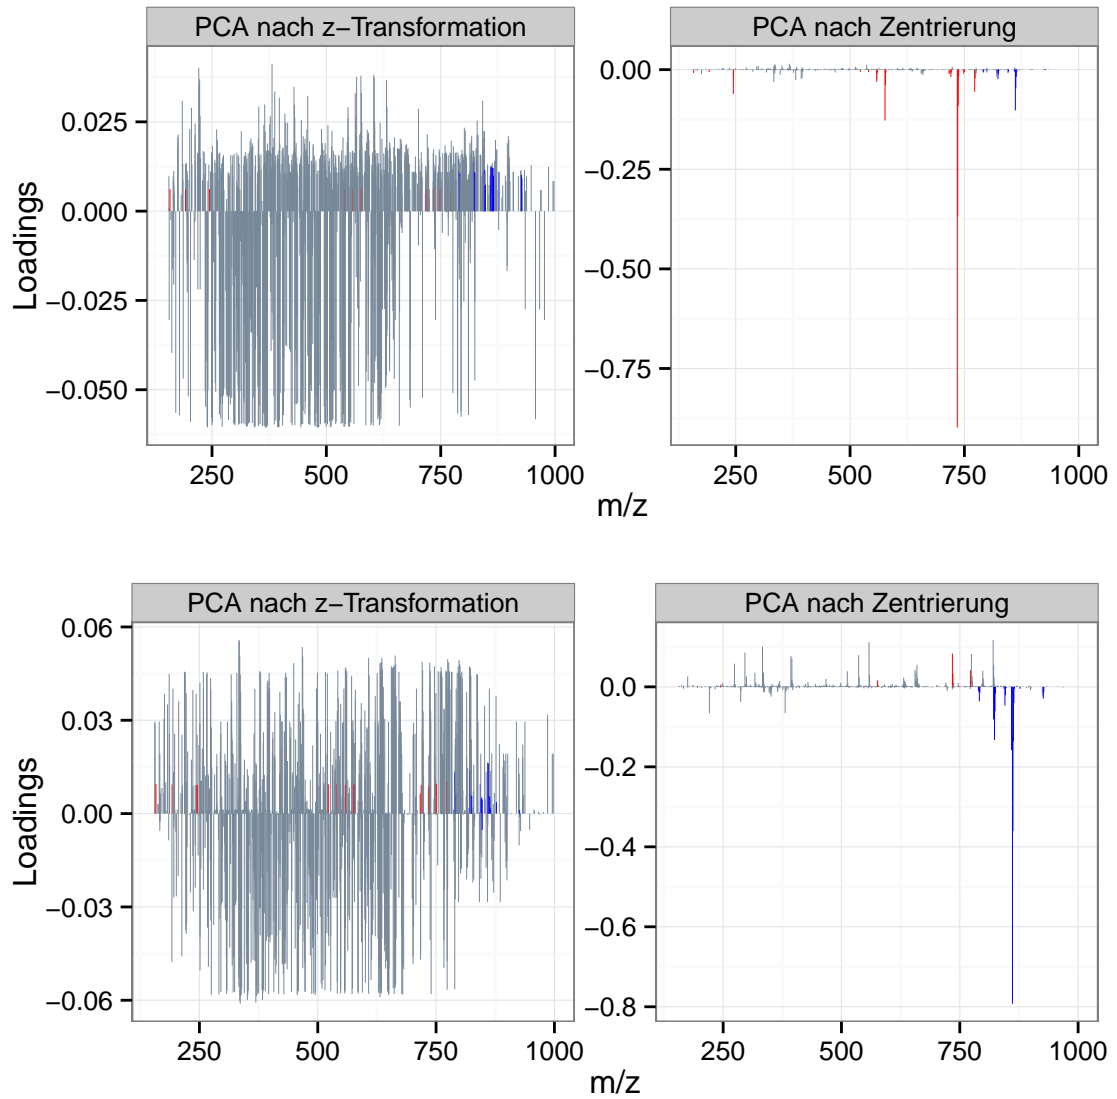 PCA nach z−Transformation
PCA nach Zentrierung
0.025
0.000
−0.025
−0.050
0.00
−0.25
−0.50
−0.75
Loadings
250 500 750 1000
250 500 750 1000
m/z
PCA nach z−Transformation
PCA nach Zentrierung
0.06
0.03
0.00
−0.03
−0.06
0.0
−0.2
−0.4
−0.6
−0.8
Loadings
250 500 750 1000
250 500 750 1000
m/z